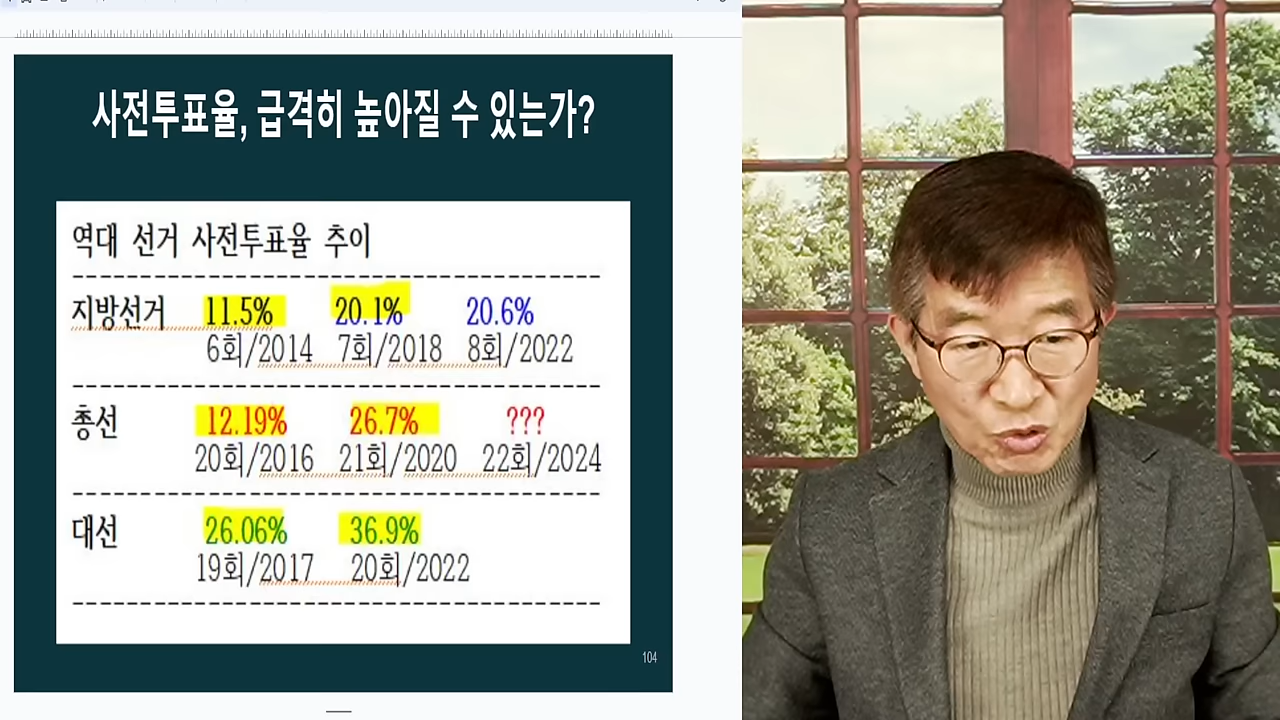 사전투표율, 급격히 높아질 수 있는가?
역대 선거 사전투표율 추이
지방선거 11.5% 20.1% 20.6%
6회/2014 7회/2018 8회/2022
총선 12.19% 26.7% ???
20회/2016 21회/2020 22회/2024
대선 26.06% 36.9%
19회/2017 20회/2022
104